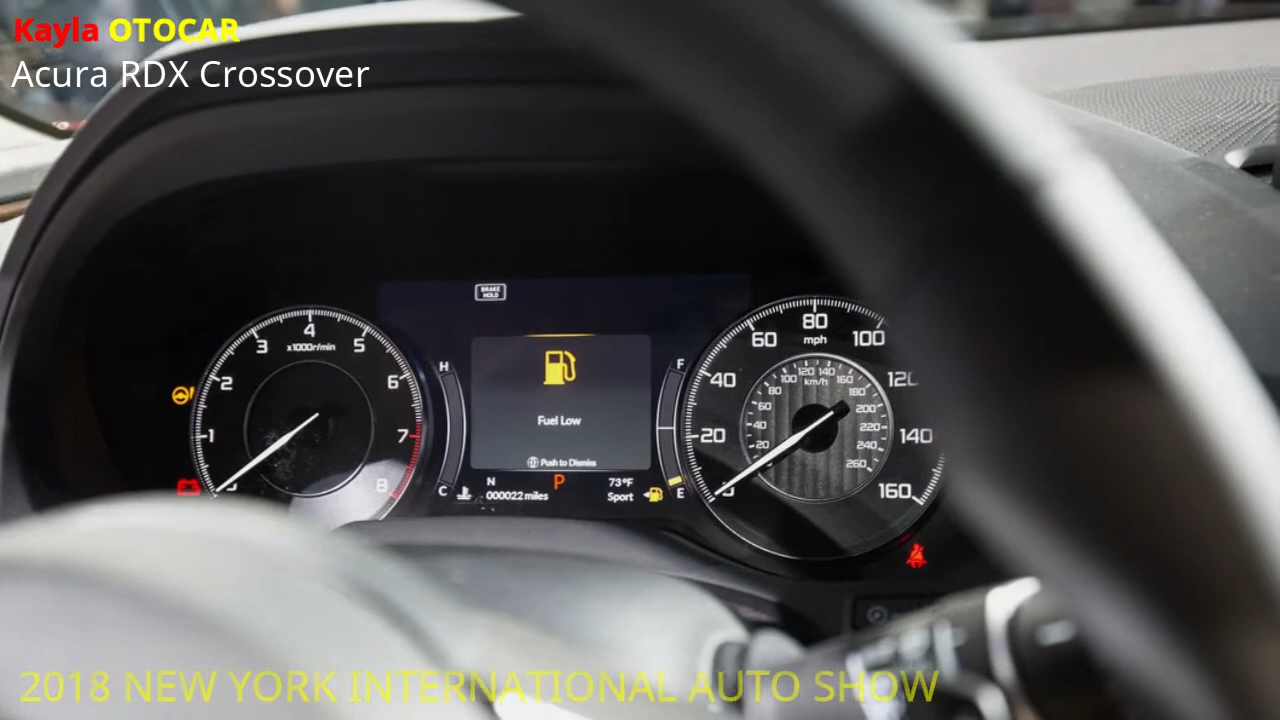 Kayla OTOCAR
Acura RDX Crossover
BRAKE
HOLD
1
2
3
4
5
6
7
8
x1000r/min
H
C
Fuel Low
Push to Dismiss
N
000022 miles
P
73°F
Sport
F
E
20
40
60
80
100
140
160
mph
20
40
60
80
100
120
140
160
180
200
220
240
260
km/h
2018 NEW YORK INTERNATIONAL AUTO SHOW